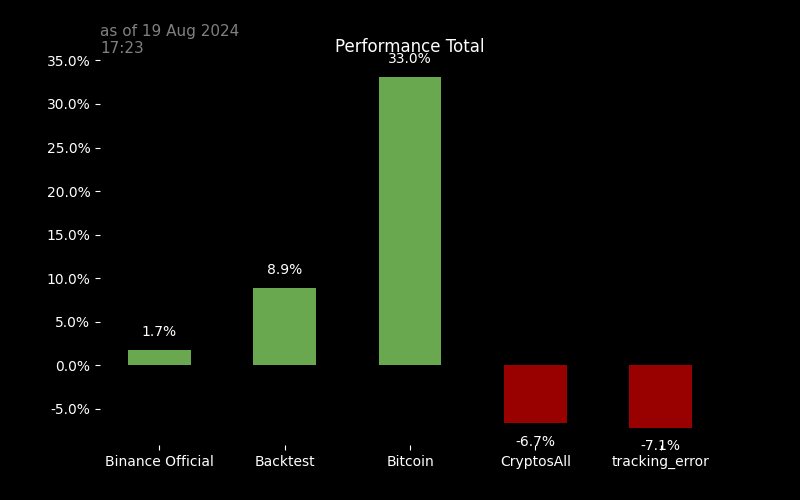 as of 19 Aug 2024
17:23
Performance Total
35.0%
30.0%
25.0%
20.0%
15.0%
10.0%
5.0%
0.0%
-5.0%
1.7%
8.9%
33.0%
-6.7%
-7.1%
Binance Official
Backtest
Bitcoin
CryptosAll
tracking_error